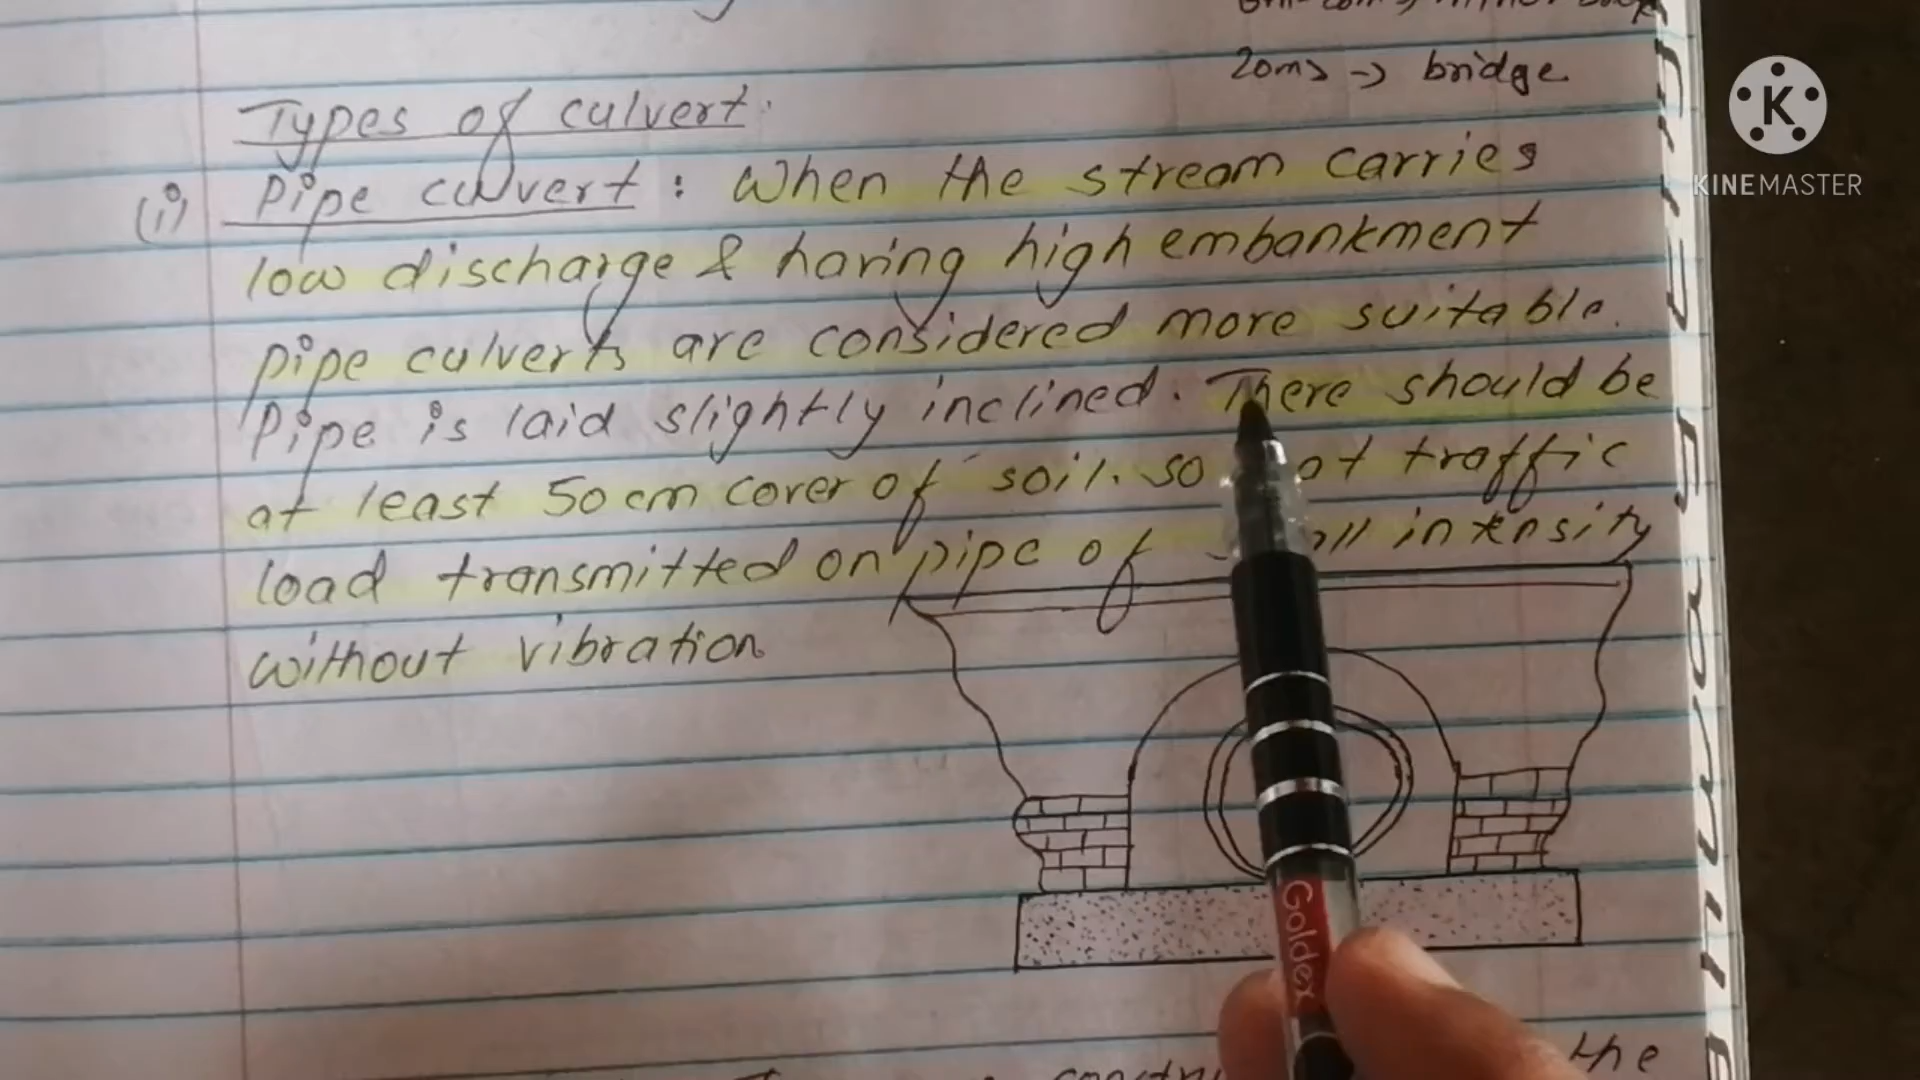 20m> → bridge.
Types of culvert:
(i) Pipe culvert : When the stream carries
low discharge & having high embankment
pipe culverts are considered more suitable.
Pipe is laid slightly inclined. There should be
at least 50 cm cover of soil. so traffic
load transmitted on pipe of intensity
without vibration
the
K
KINEMASTER
Goldex